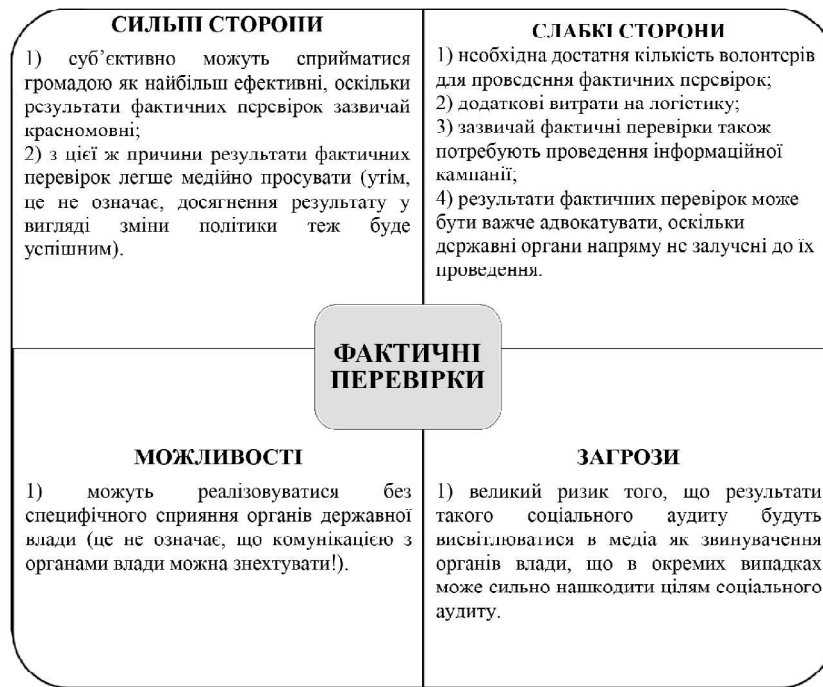 СИЛЬНІ СТОРОНИ
1) суб’єктивно можуть сприйматися
громадою як найбільш ефективні, оскільки
результати фактичних перевірок зазвичай
красномовні;
2) з цієї ж причини результати фактичних
перевірок легше медійно просувати (утім,
це не означає, досягнення результату у
вигляді зміни політики теж буде
успішним).
СЛАБКІ СТОРОНИ
1) необхідна достатня кількість волонтерів
для проведення фактичних перевірок;
2) додаткові витрати на логістику;
3) зазвичай фактичні перевірки також
потребують проведення інформаційної
кампанії;
4) результати фактичних перевірок може
бути важче адвокатувати, оскільки
державні органи напряму не залучені до їх
проведення.
ФАКТИЧНІ
ПЕРЕВІРКИ
МОЖЛИВОСТІ
1) можуть реалізовуватися без
специфічного сприяння органів державної
влади (це не означає, що комунікацією з
органами влади можна знехтувати!).
ЗАГРОЗИ
1) великий ризик того, що результати
такого соціального аудиту будуть
висвітлюватися в медіа як звинувачення
органів влади, що в окремих випадках
може сильно нашкодити цілям соціального
аудиту.